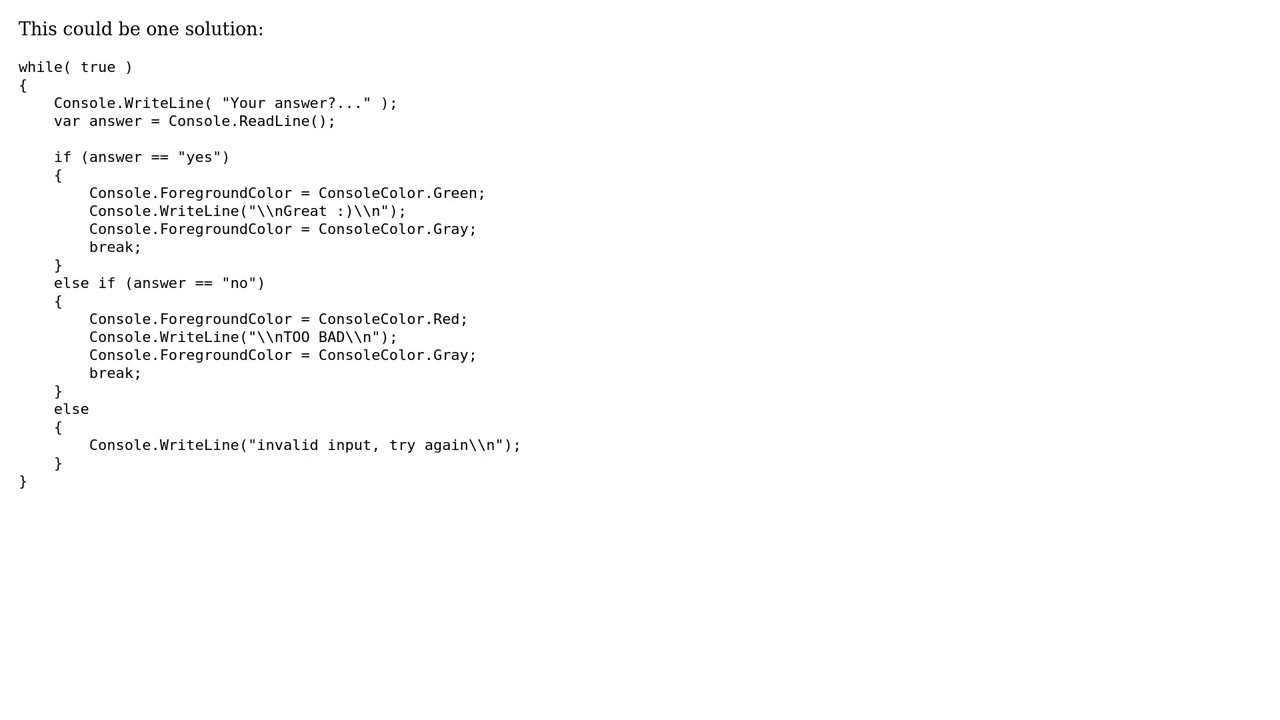 This could be one solution:
while( true )
{
    Console.WriteLine( "Your answer?..." );
    var answer = Console.ReadLine();

    if (answer == "yes")
    {
        Console.ForegroundColor = ConsoleColor.Green;
        Console.WriteLine("\\nGreat :)\\n");
        Console.ForegroundColor = ConsoleColor.Gray;
        break;
    }
    else if (answer == "no")
    {
        Console.ForegroundColor = ConsoleColor.Red;
        Console.WriteLine("\\nTOO BAD\\n");
        Console.ForegroundColor = ConsoleColor.Gray;
        break;
    }
    else
    {
        Console.WriteLine("invalid input, try again\\n");
    }
}